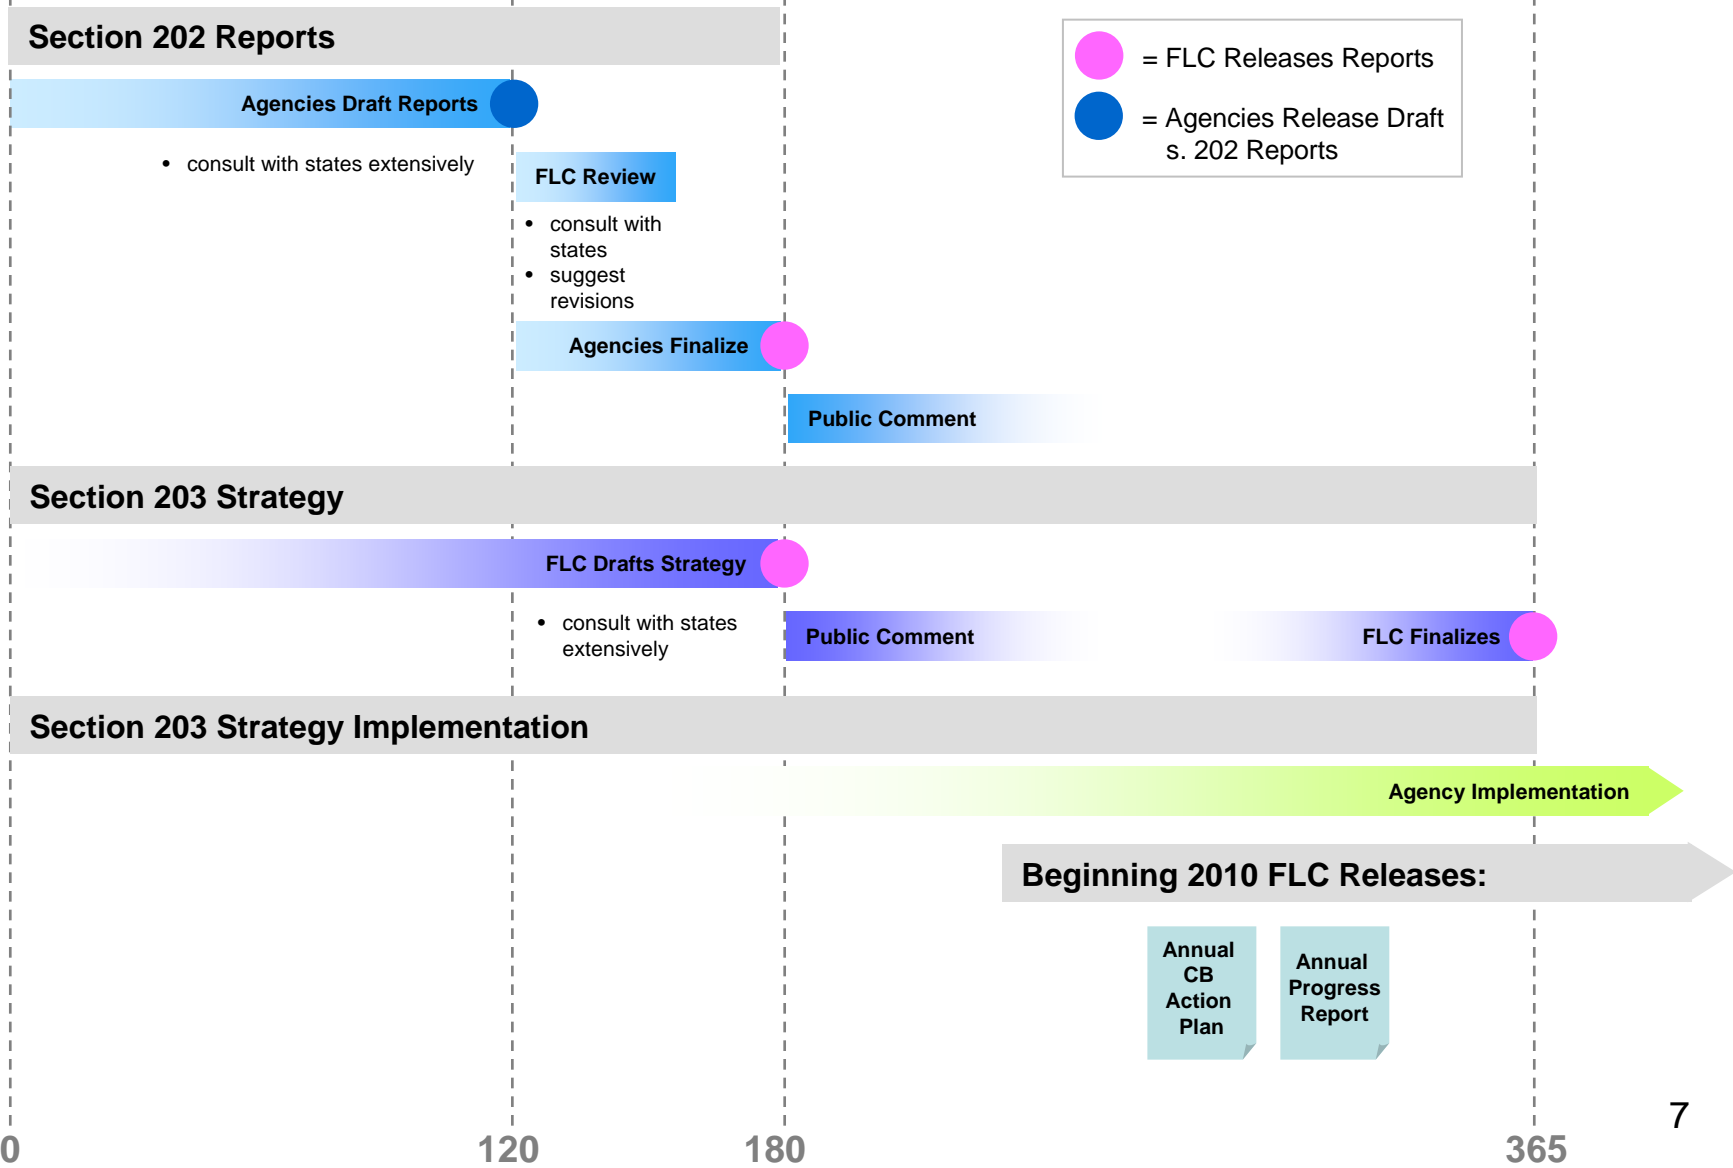 Section 202 Reports
= FLC Releases Reports
= Agencies Release Draft
s. 202 Reports
Agencies Draft Reports
• consult with states extensively
FLC Review
• consult with
states
• suggest
revisions
Agencies Finalize
Public Comment
Section 203 Strategy
FLC Drafts Strategy
• consult with states
extensively
Public Comment
FLC Finalizes
Section 203 Strategy Implementation
Agency Implementation
Beginning 2010 FLC Releases:
Annual
CB
Action
Plan
Annual
Progress
Report
7
0 120 180 365